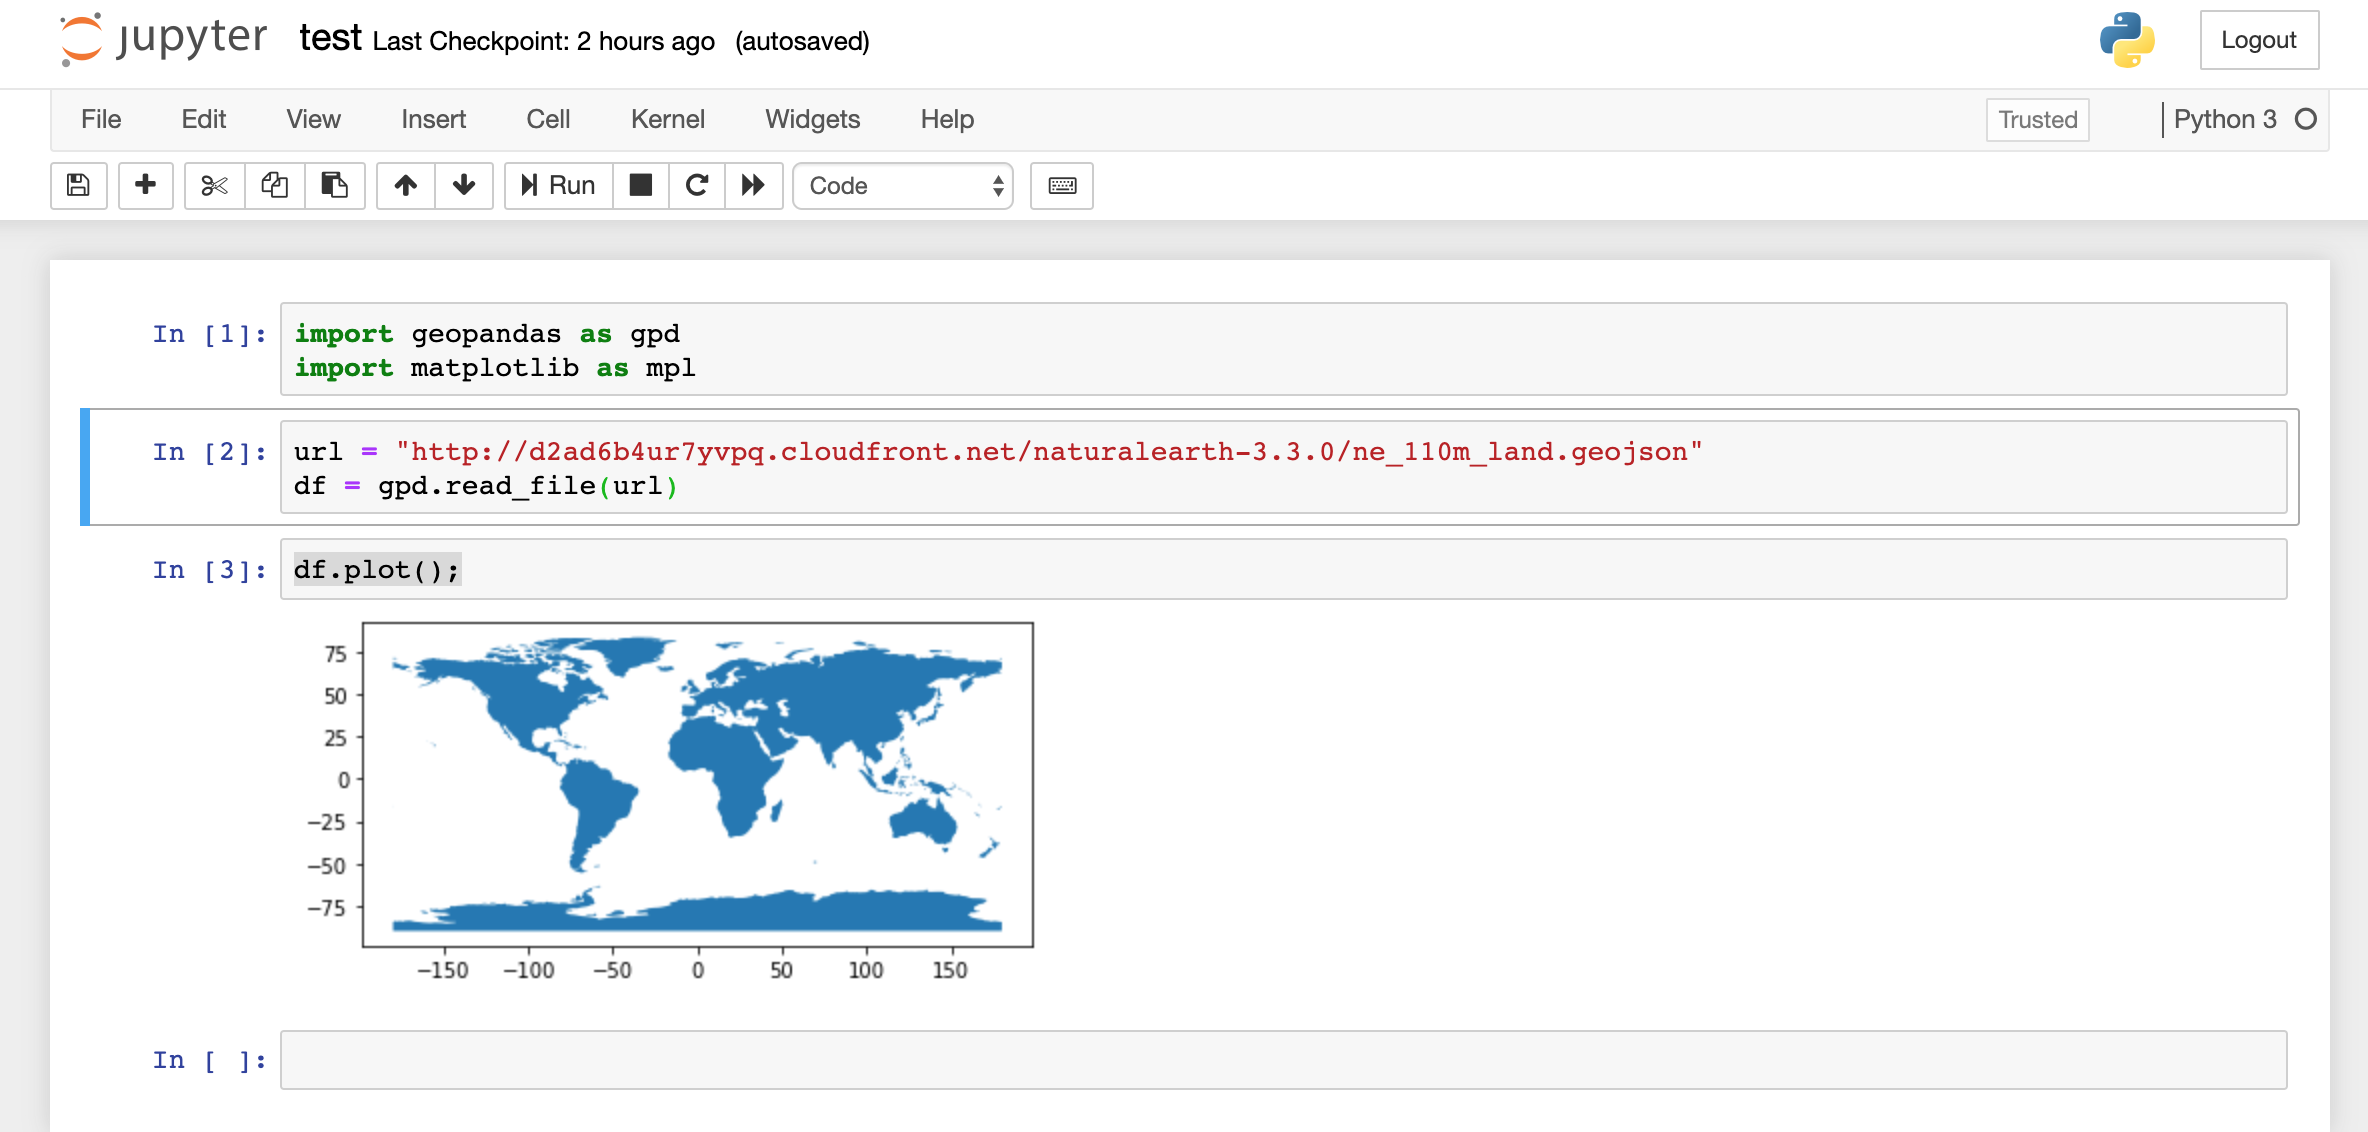 jupyter test Last Checkpoint: 2 hours ago (autosaved) Logout
File Edit View Insert Cell Kernel Widgets Help Trusted Python 3
Run Code
In [1]: import geopandas as gpd
import matplotlib as mpl
In [2]: url = "http://d2ad6b4ur7yvpq.cloudfront.net/naturalearth-3.3.0/ne_110m_land.geojson"
df = gpd.read_file(url)
In [3]: df.plot();
75
50
25
0
−25
−50
−75
−150 −100 −50 0 50 100 150
In [ ]: